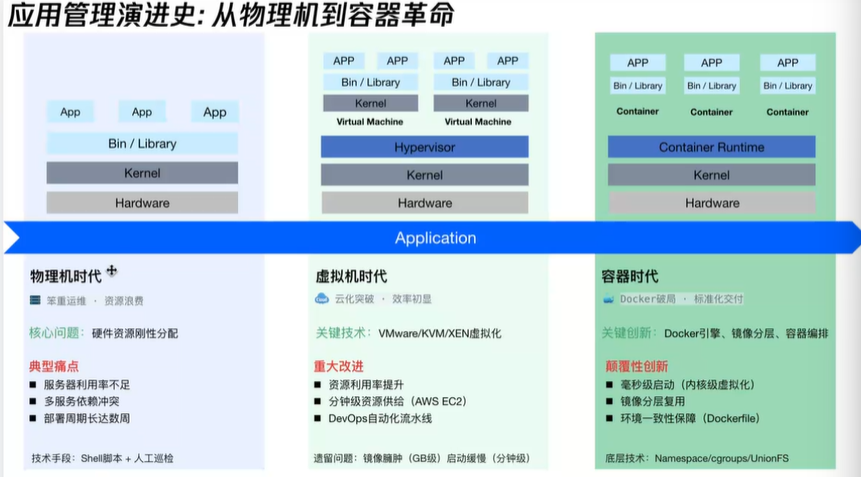 应用管理演进史: 从物理机到容器革命
App App App
Bin / Library
Kernel
Hardware
APP APP APP APP
Bin / Library Bin / Library
Kernel Kernel
Virtual Machine Virtual Machine
Hypervisor
Kernel
Hardware
APP APP APP
Bin / Library Bin / Library Bin / Library
Container Container Container
Container Runtime
Kernel
Hardware
Application
物理机时代
笨重运维 · 资源浪费
核心问题：硬件资源刚性分配
典型痛点
■ 服务器利用率不足
■ 多服务依赖冲突
■ 部署周期长达数周
技术手段：Shell脚本 + 人工巡检
虚拟机时代
云化突破 · 效率初显
关键技术：VMware/KVM/XEN虚拟化
重大改进
■ 资源利用率提升
■ 分钟级资源供给（AWS EC2）
■ DevOps自动化流水线
遗留问题：镜像臃肿（GB级）启动缓慢（分钟级）
容器时代
Docker破局 · 标准化交付
关键创新：Docker引擎、镜像分层、容器编排
颠覆性创新
■ 毫秒级启动（内核级虚拟化）
■ 镜像分层复用
■ 环境一致性保障（Dockerfile）
底层技术：Namespace/cgroups/UnionFS